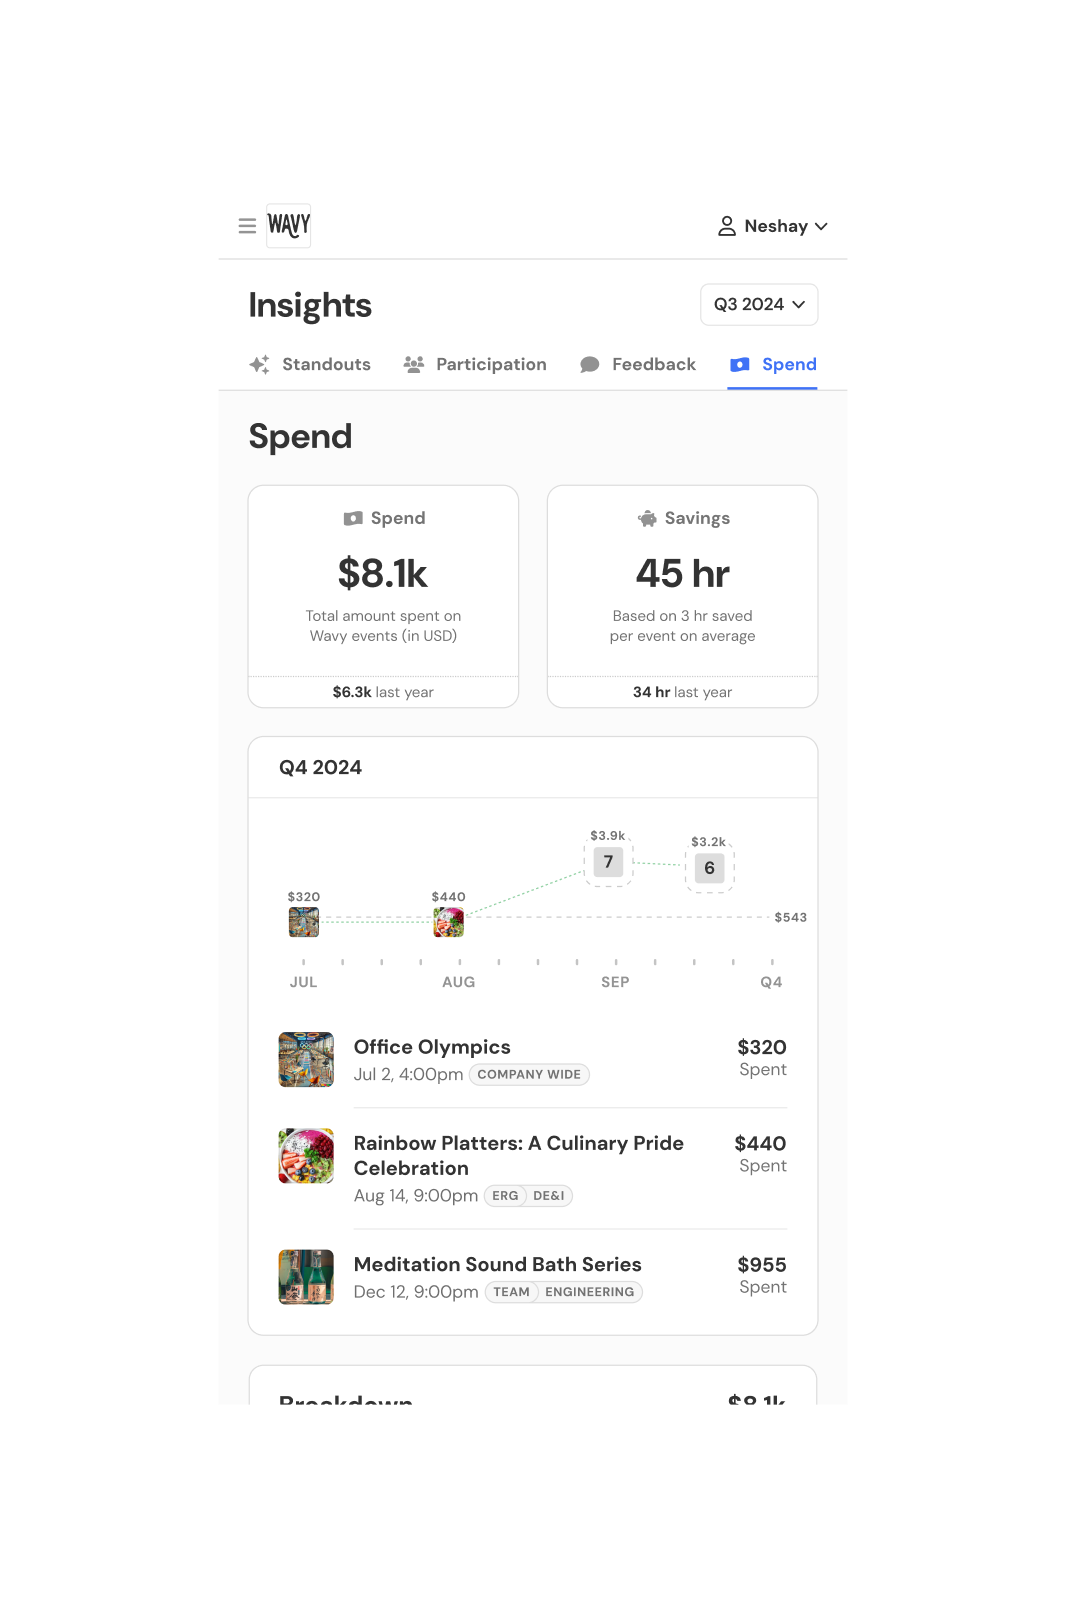 WAVY
Neshay
Insights
Q3 2024
Standouts
Participation
Feedback
Spend
Spend
Spend
$8.1k
Total amount spent on
Wavy events (in USD)
$6.3k last year
Savings
45 hr
Based on 3 hr saved
per event on average
34 hr last year
Q4 2024
$3.9k
7
$3.2k
6
$320
$440
$543
JUL
AUG
SEP
Q4
Office Olympics
Jul 2, 4:00pm COMPANY WIDE
$320
Spent
Rainbow Platters: A Culinary Pride
Celebration
Aug 14, 9:00pm ERG DE&I
$440
Spent
Meditation Sound Bath Series
Dec 12, 9:00pm TEAM ENGINEERING
$955
Spent
Breakdown
$8.1k